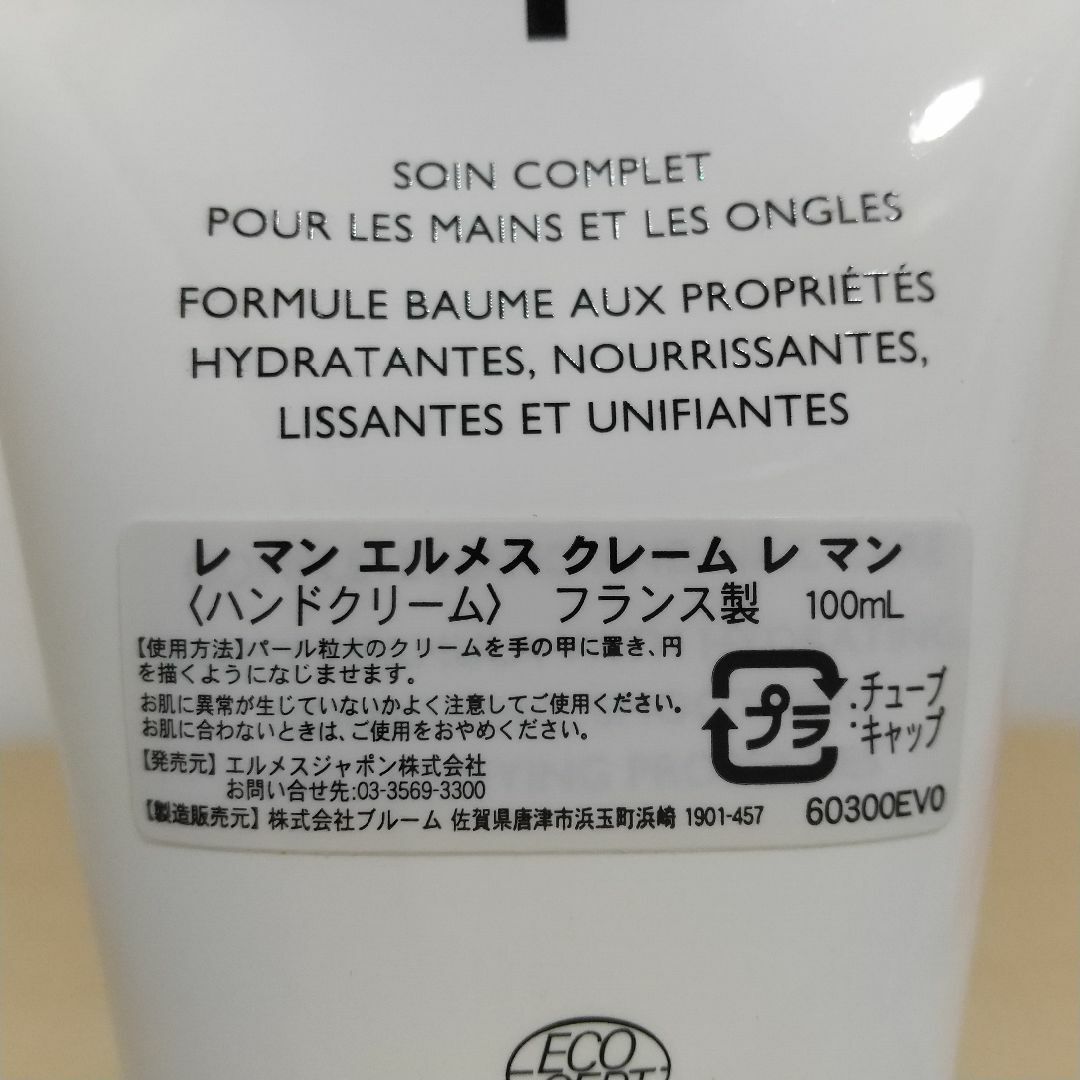 SOIN COMPLET
POUR LES MAINS ET LES ONGLES
FORMULE BAUME AUX PROPRIÉTÉS
HYDRATANTES, NOURRISSANTES,
LISSANTES ET UNIFIANTES
レ マン エルメス クレーム レ マン
〈ハンドクリーム〉 フランス製 100mL
【使用方法】パール粒大のクリームを手の甲に置き、円
を描くようになじませます。
お肌に異常が生じていないかよく注意してご使用ください。
お肌に合わないときは、ご使用をおやめください。
プラ
:チューブ
:キャップ
【発売元】エルメスジャポン株式会社
お問い合せ先:03-3569-3300
【製造販売元】株式会社ブルーム 佐賀県唐津市浜玉町浜崎 1901-457
60300EV0
ECO
CERT